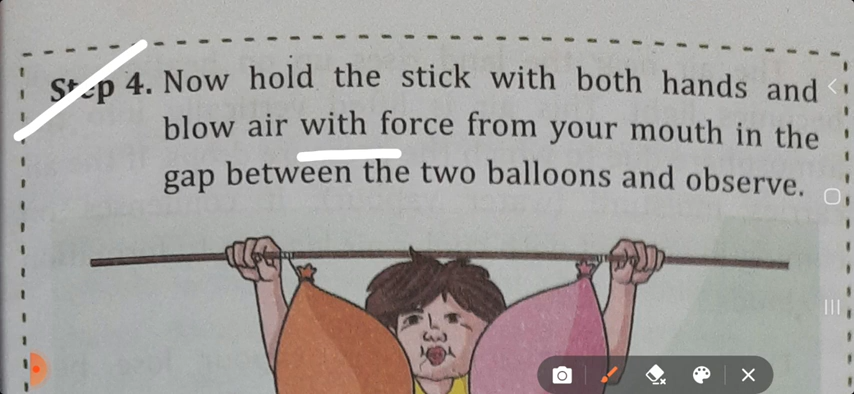 Step 4. Now hold the stick with both hands and
blow air with force from your mouth in the
gap between the two balloons and observe.